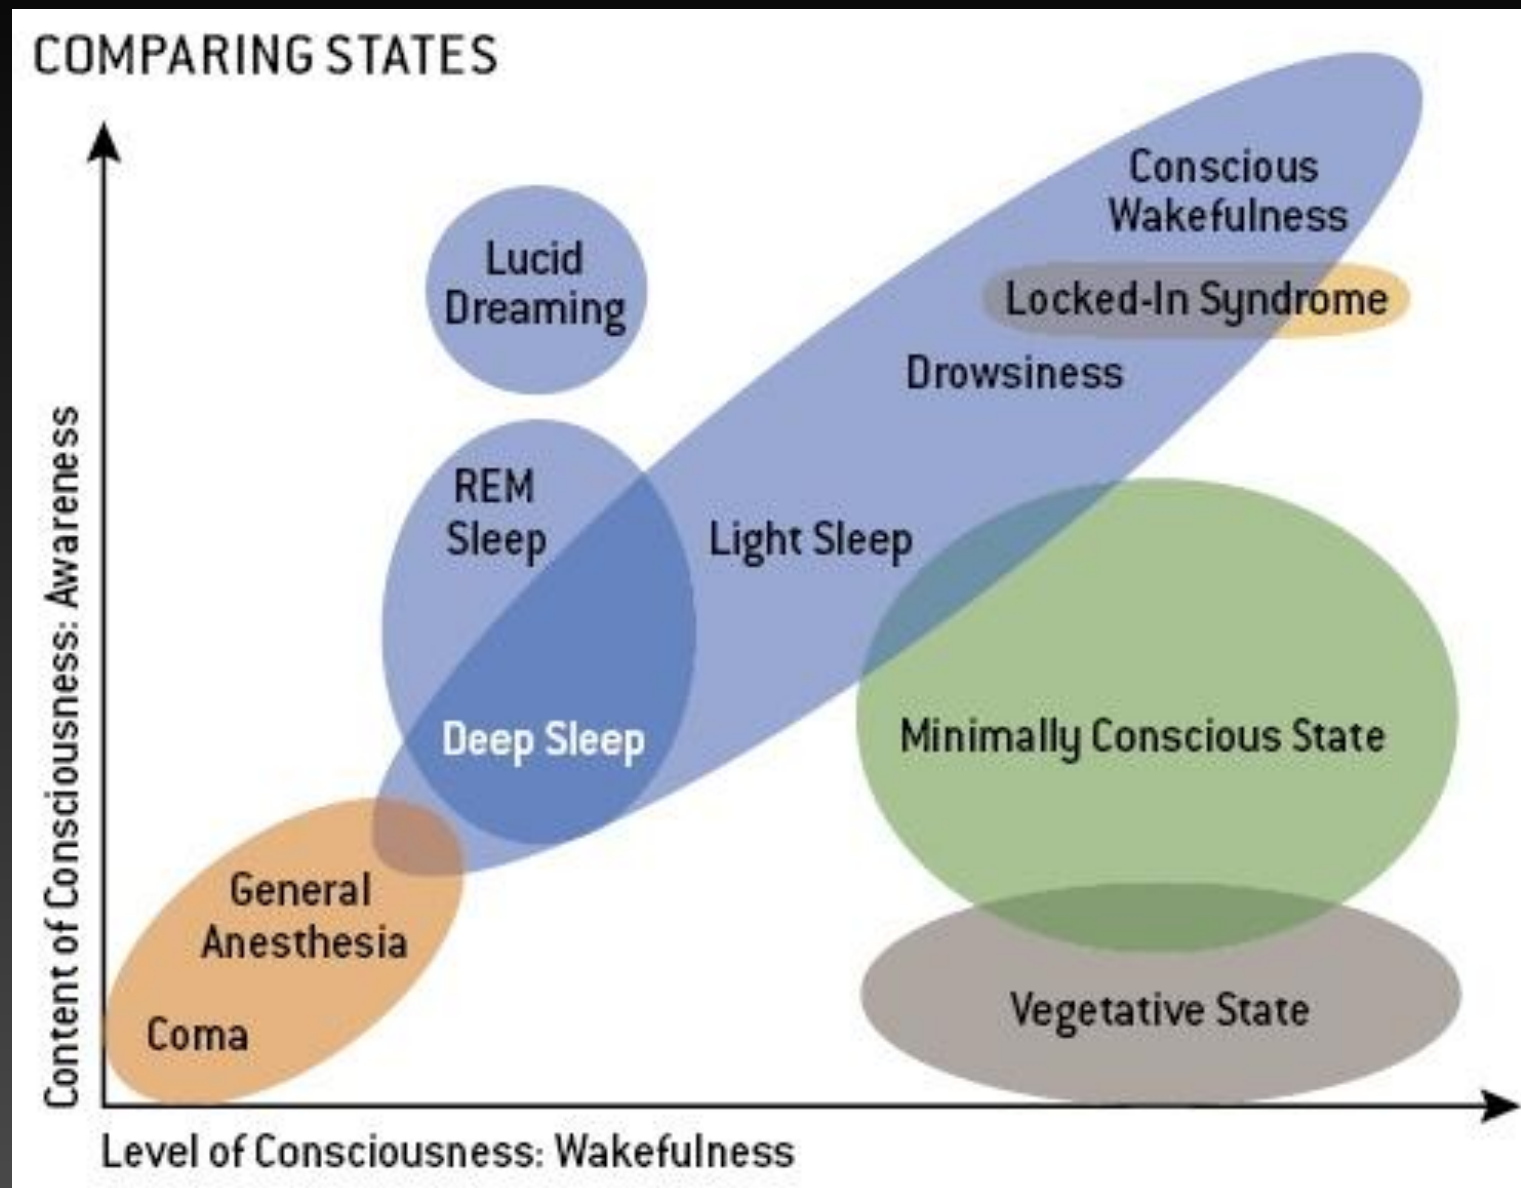 COMPARING STATES
Conscious
Wakefulness
Lucid
Dreaming
Locked-In Syndrome
Drowsiness
REM
Sleep
Light Sleep
Deep Sleep
Minimally Conscious State
General
Anesthesia
Coma
Vegetative State
Content of Consciousness: Awareness
Level of Consciousness: Wakefulness